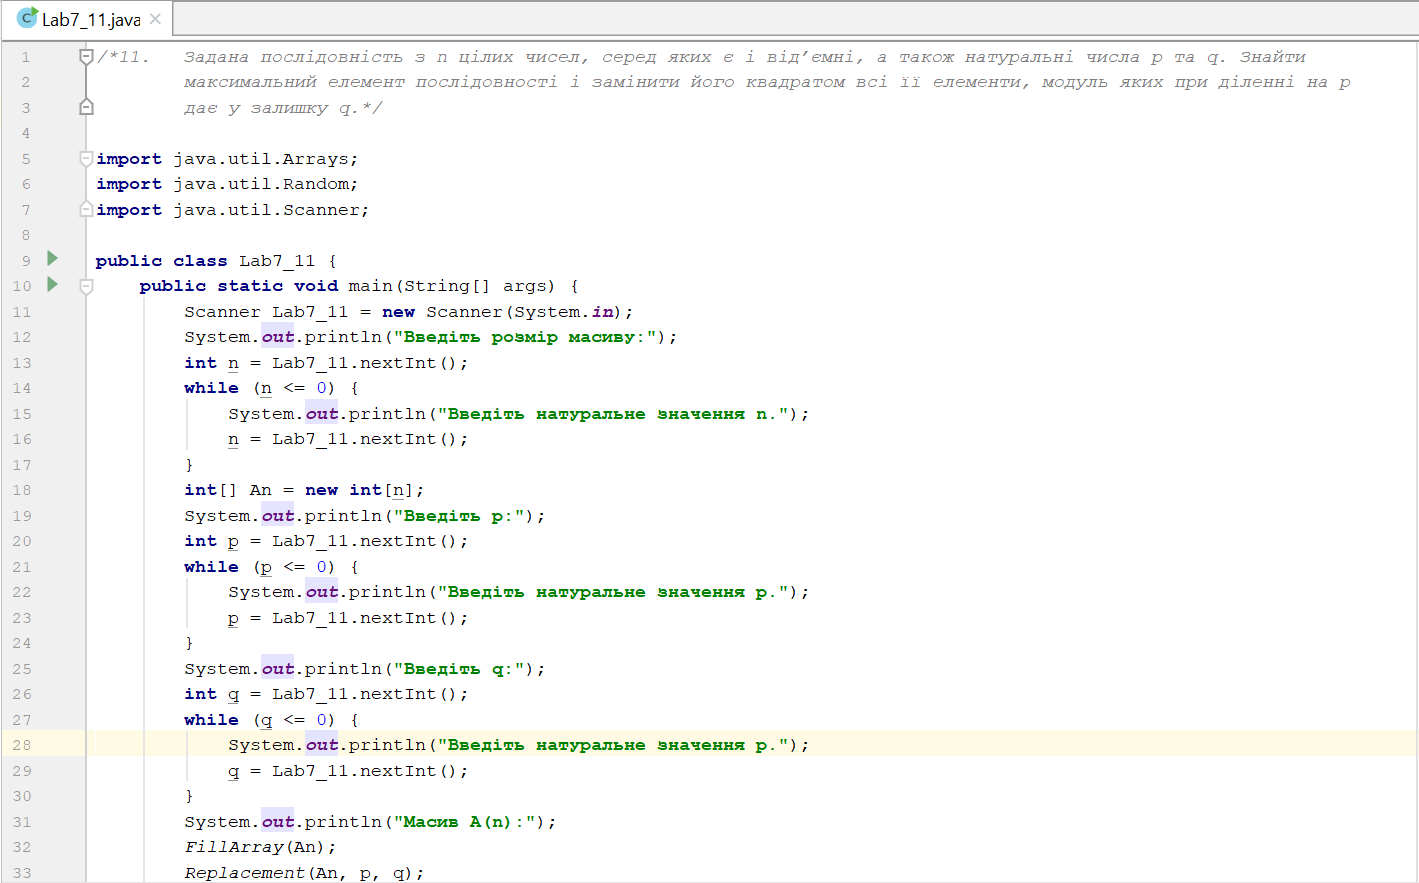 Lab7_11.java
1 /*11. Задана послідовність з n цілих чисел, серед яких є і від’ємні, а також натуральні числа p та q. Знайти
2 максимальний елемент послідовності і замінити його квадратом всі її елементи, модуль яких при діленні на p
3 дає у залишку q.*/
4
5 import java.util.Arrays;
6 import java.util.Random;
7 import java.util.Scanner;
8
9 public class Lab7_11 {
10 public static void main(String[] args) {
11 Scanner Lab7_11 = new Scanner(System.in);
12 System.out.println("Введіть розмір масиву:");
13 int n = Lab7_11.nextInt();
14 while (n <= 0) {
15 System.out.println("Введіть натуральне значення n.");
16 n = Lab7_11.nextInt();
17 }
18 int[] An = new int[n];
19 System.out.println("Введіть p:");
20 int p = Lab7_11.nextInt();
21 while (p <= 0) {
22 System.out.println("Введіть натуральне значення p.");
23 p = Lab7_11.nextInt();
24 }
25 System.out.println("Введіть q:");
26 int q = Lab7_11.nextInt();
27 while (q <= 0) {
28 System.out.println("Введіть натуральне значення p.");
29 q = Lab7_11.nextInt();
30 }
31 System.out.println("Масив A(n):");
32 FillArray(An);
33 Replacement(An, p, q);